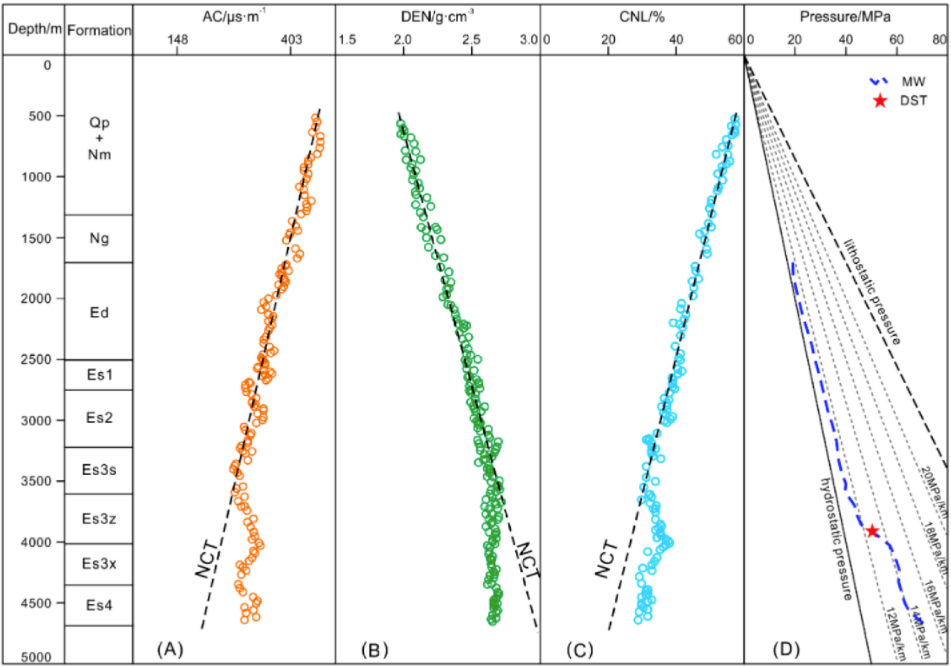 Depth/m
Formation
AC/μs·m⁻¹
148 403
DEN/g·cm⁻³
1.5 2.0 2.5 3.0
CNL/%
0 20 40 60
Pressure/MPa
0 20 40 60 80
0
500
1000
1500
2000
2500
3000
3500
4000
4500
5000
Qp
+
Nm
Ng
Ed
Es1
Es2
Es3s
Es3z
Es3x
Es4
NCT
(A)
NCT
(B)
NCT
(C)
MW
DST
lithostatic pressure
hydrostatic pressure
20MPa/km
18MPa/km
16MPa/km
14MPa/km
12MPa/km
(D)